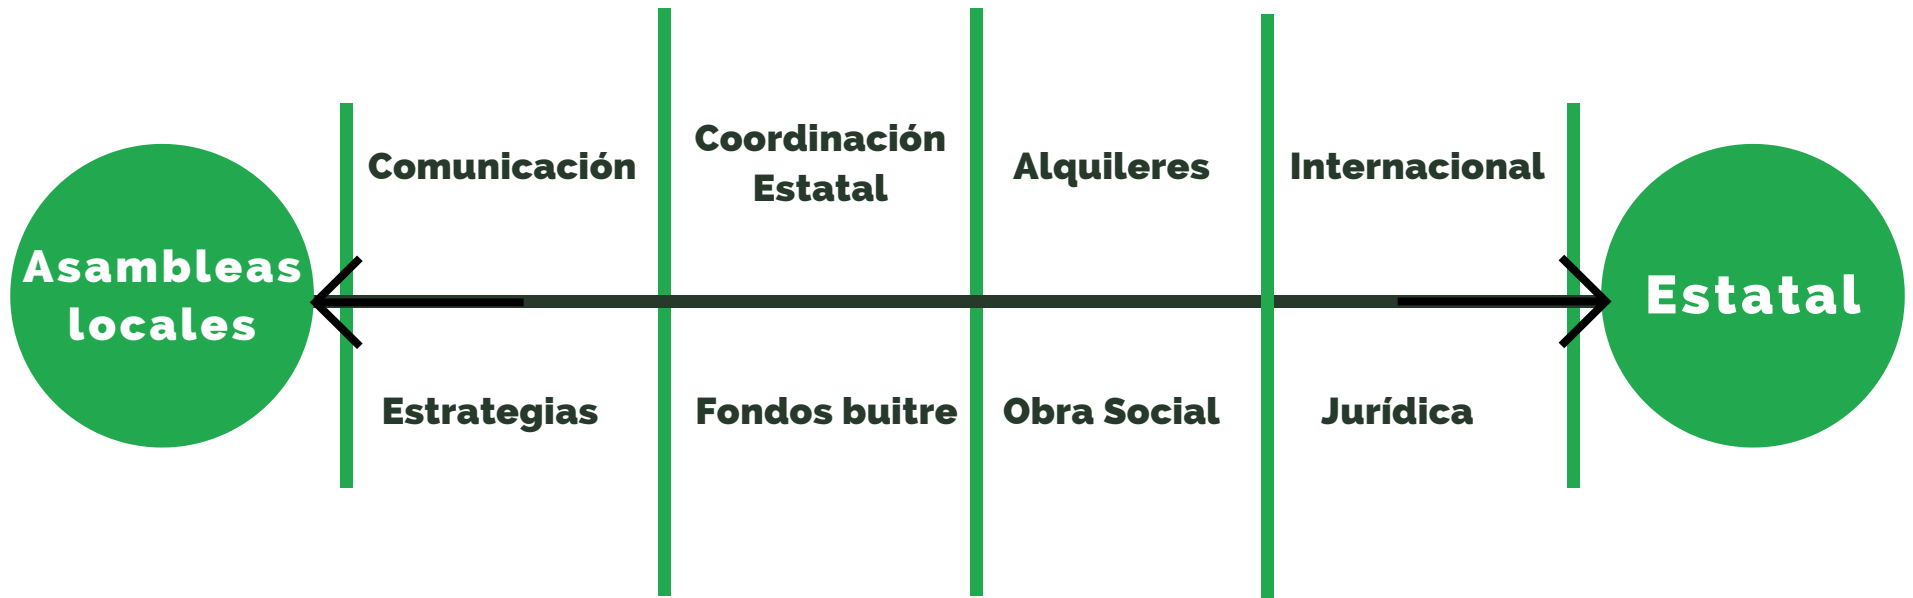 Asambleas
locales
Comunicación
Coordinación
Estatal
Alquileres
Internacional
Estrategias
Fondos buitre
Obra Social
Jurídica
Estatal